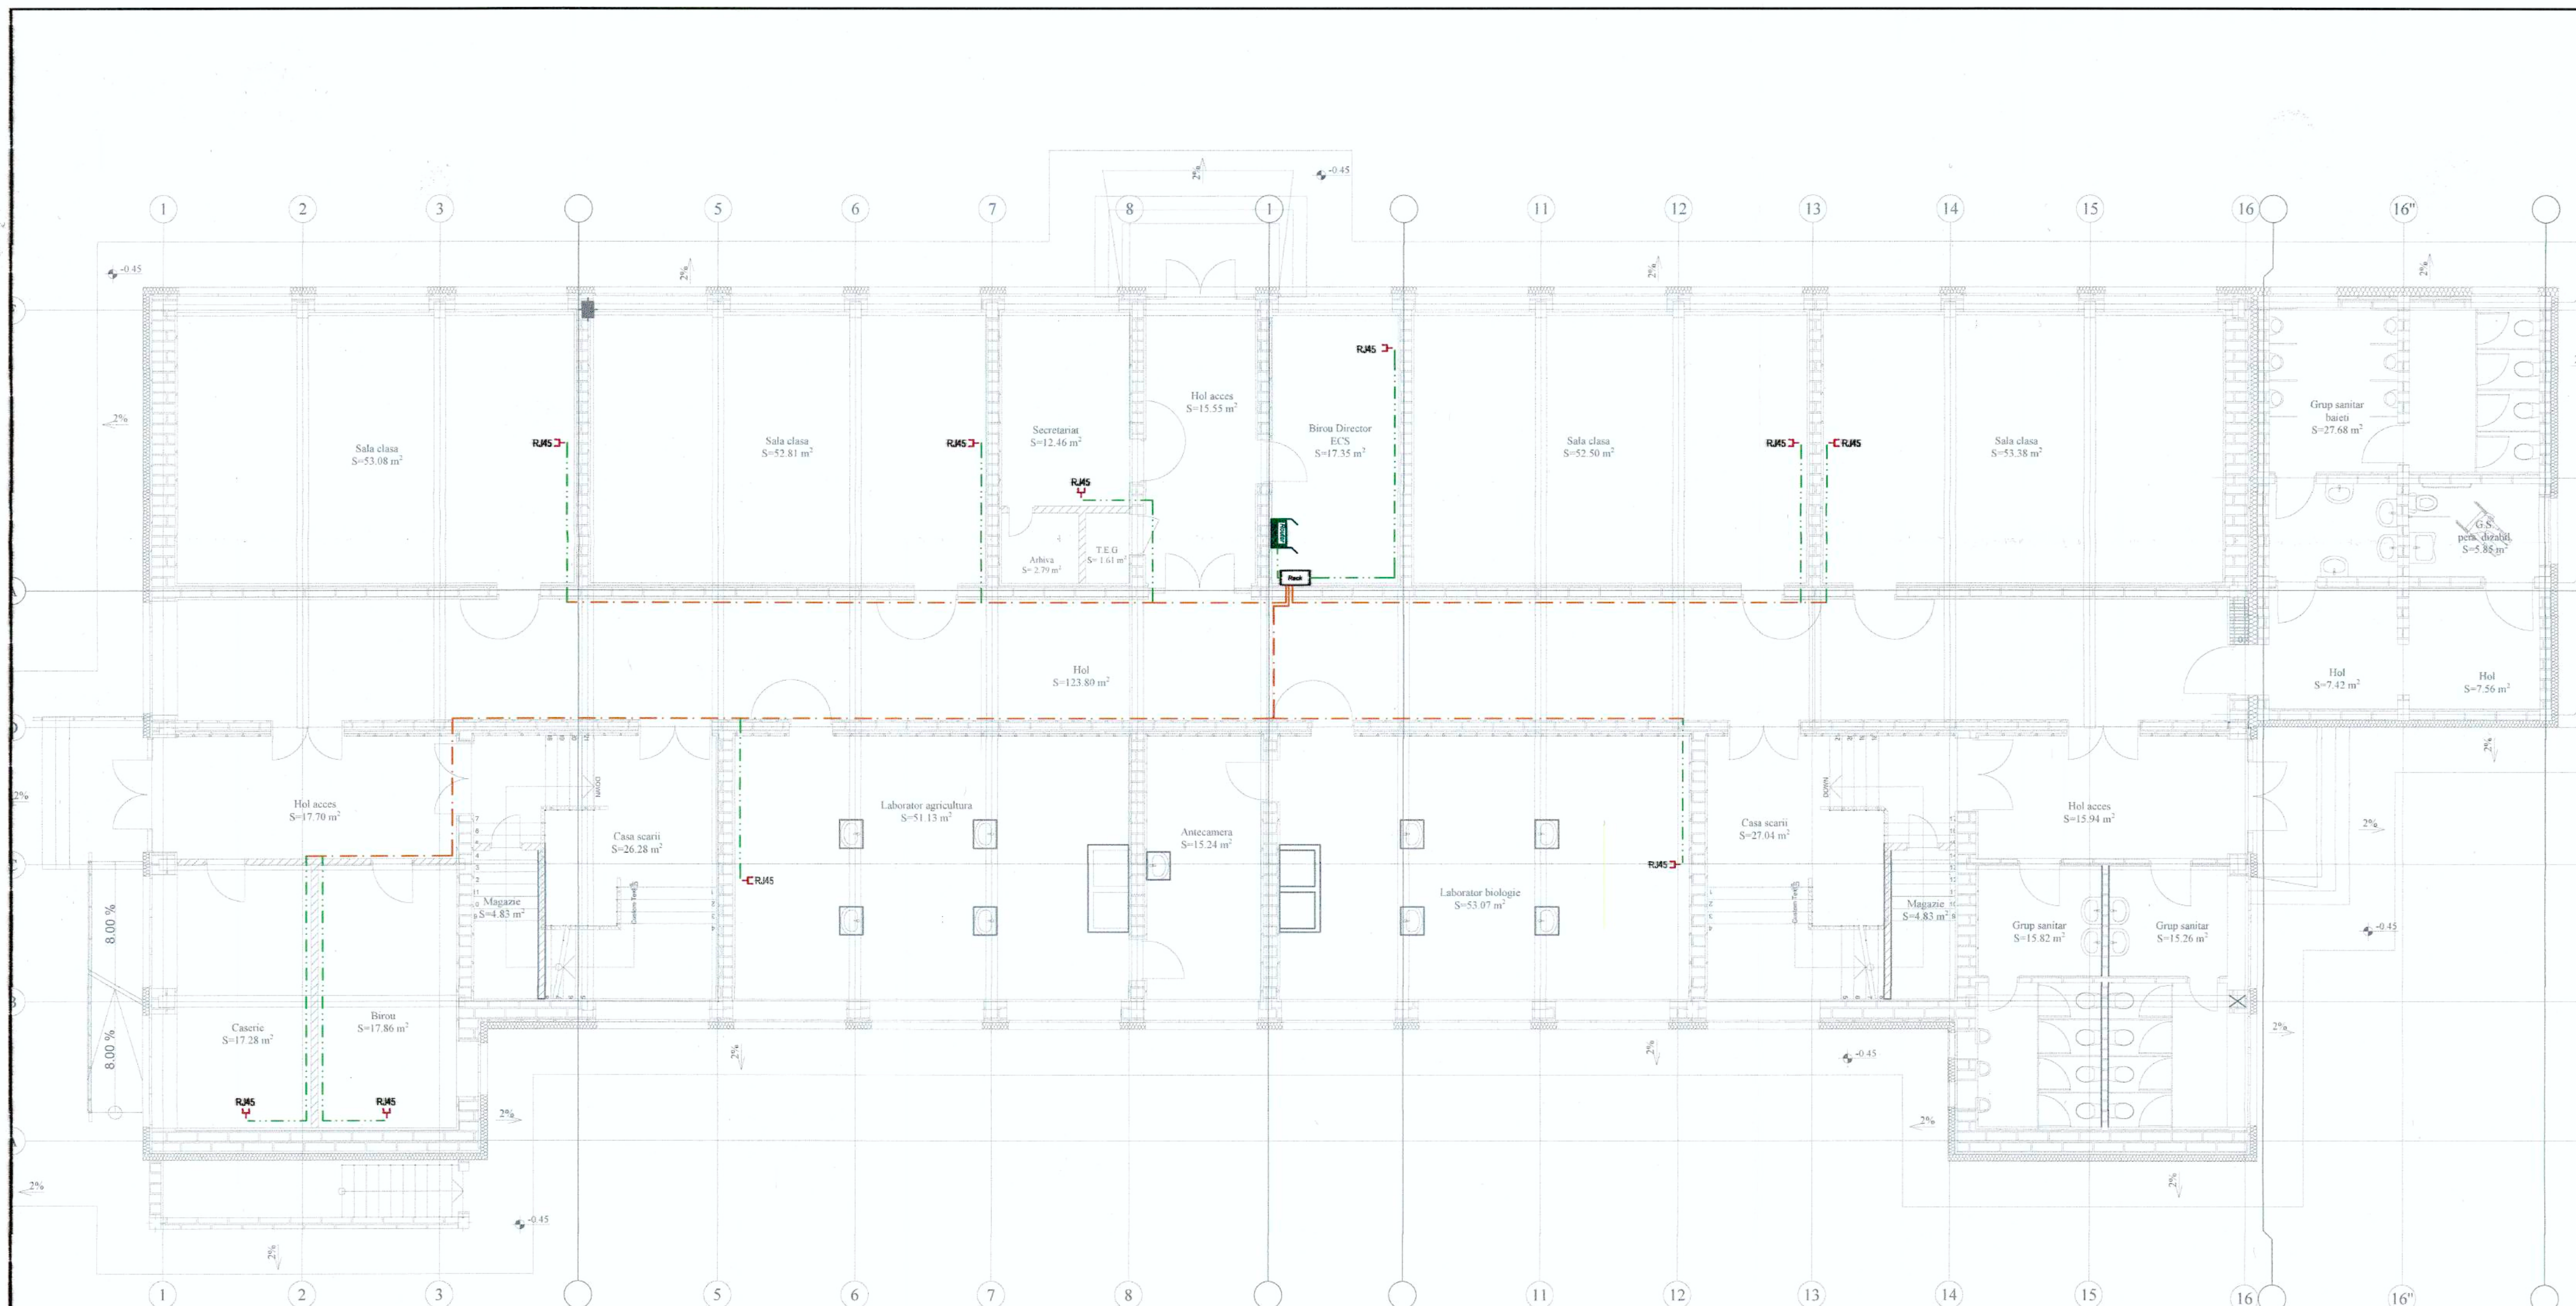 -0.45
2%
1
2
3
5
6
7
8
1
11
12
13
14
15
16
16"
-0.45
2%
2%
2%
2%
Sala clasa
S=53.08 m²
RJ45
Sala clasa
S=52.81 m²
RJ45
Secretariat
S=12.46 m²
RJ45
Arhiva
S= 2.79 m²
T.E.G
S= 1.61 m²
Hol acces
S=15.55 m²
RJ45
Birou Director
ECS
S=17.35 m²
Rack
Sala clasa
S=52.50 m²
RJ45
RJ45
Sala clasa
S=53.38 m²
Grup sanitar
baieti
S=27.68 m²
G.S.
pers. dizabil.
S=5.85 m²
A
Hol
S=123.80 m²
Hol
S=7.42 m²
Hol
S=7.56 m²
2%
2%
Hol acces
S=17.70 m²
DOWN
Casa scarii
S=26.28 m²
Laborator agricultura
S=51.13 m²
RJ45
Antecamera
S=15.24 m²
Laborator biologie
S=53.07 m²
RJ45
DOWN
Casa scarii
S=27.04 m²
Hol acces
S=15.94 m²
2%
Magazie
S=4.83 m²
Magazie
S=4.83 m²
Grup sanitar
S=15.82 m²
Grup sanitar
S=15.26 m²
-0.45
8.00 %
8.00 %
Caserie
S=17.28 m²
Birou
S=17.86 m²
RJ45
RJ45
2%
2%
2%
-0.45
2%
2%
2%
2%
-0.45
2%
2%
1
2
3
5
6
7
8
11
12
13
14
15
16
16"